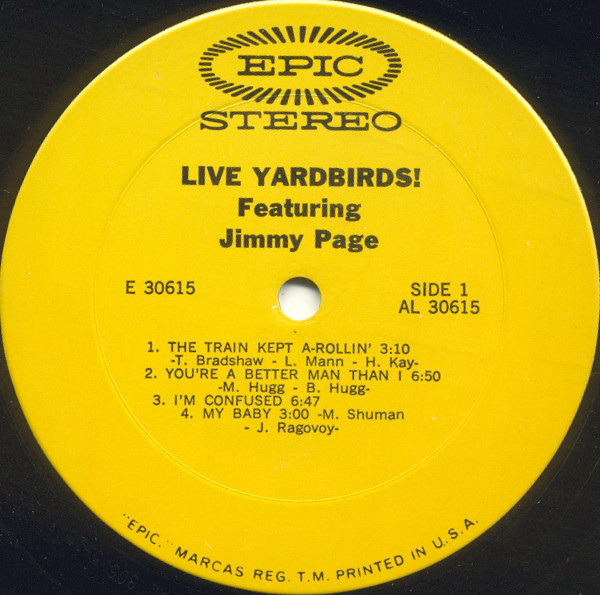 EPIC
STEREO
LIVE YARDBIRDS!
Featuring
Jimmy Page
E 30615
SIDE 1
AL 30615
1. THE TRAIN KEPT A-ROLLIN' 3:10
-T. Bradshaw - L. Mann - H. Kay-
2. YOU'RE A BETTER MAN THAN I 6:50
-M. Hugg - B. Hugg-
3. I'M CONFUSED 6:47
4. MY BABY 3:00 -M. Shuman
- J. Ragovoy-
"EPIC," MARCAS REG. T.M. PRINTED IN U.S.A.